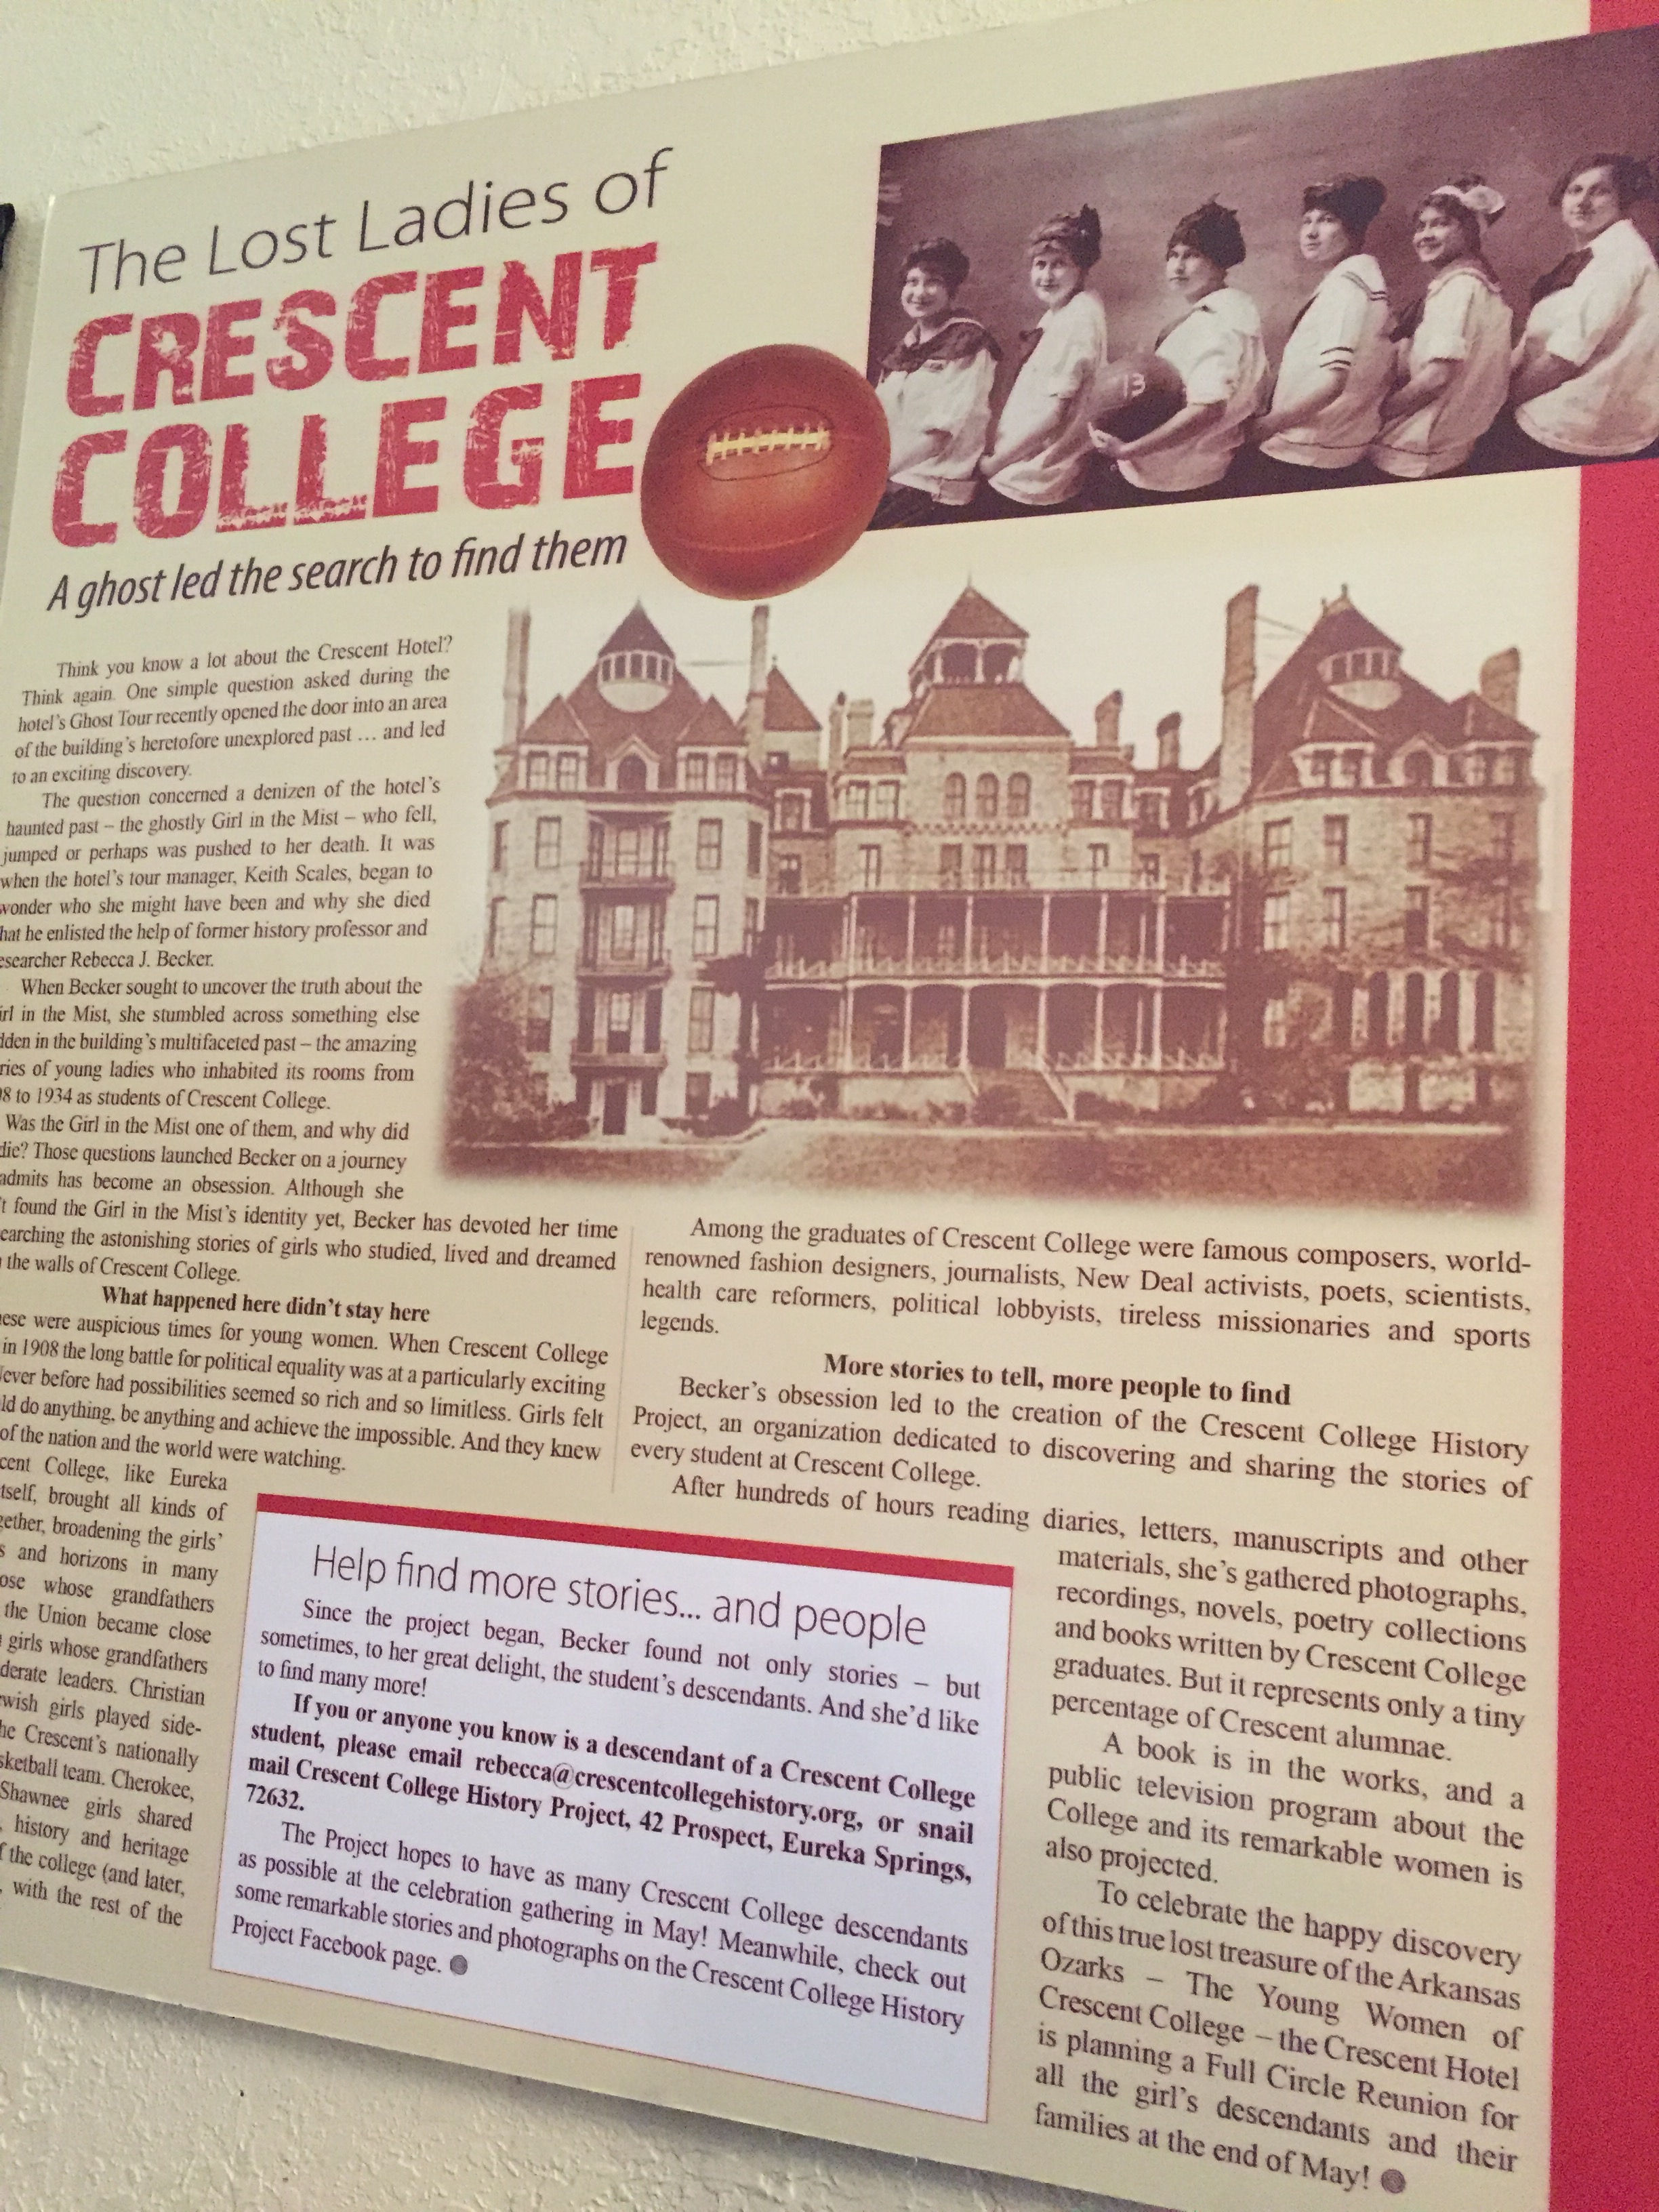 The Lost Ladies of
CRESCENT
COLLEGE
A ghost led the search to find them
13
Think you know a lot about the Crescent Hotel?
Think again. One simple question asked during the
hotel's Ghost Tour recently opened the door into an area
of the building's heretofore unexplored past ... and led
to an exciting discovery.
The question concerned a denizen of the hotel's
haunted past – the ghostly Girl in the Mist – who fell,
jumped or perhaps was pushed to her death. It was
when the hotel's tour manager, Keith Scales, began to
wonder who she might have been and why she died
hat he enlisted the help of former history professor and
esearcher Rebecca J. Becker.
When Becker sought to uncover the truth about the
irl in the Mist, she stumbled across something else
dden in the building's multifaceted past – the amazing
ries of young ladies who inhabited its rooms from
8 to 1934 as students of Crescent College.
Was the Girl in the Mist one of them, and why did
die? Those questions launched Becker on a journey
admits has become an obsession. Although she
't found the Girl in the Mist's identity yet, Becker has devoted her time
earching the astonishing stories of girls who studied, lived and dreamed
the walls of Crescent College.
What happened here didn't stay here
ese were auspicious times for young women. When Crescent College
in 1908 the long battle for political equality was at a particularly exciting
ever before had possibilities seemed so rich and so limitless. Girls felt
ld do anything, be anything and achieve the impossible. And they knew
of the nation and the world were watching.
cent College, like Eureka
tself, brought all kinds of
gether, broadening the girls'
s and horizons in many
ose whose grandfathers
the Union became close
girls whose grandfathers
derate leaders. Christian
wish girls played side-
he Crescent's nationally
sketball team. Cherokee,
Shawnee girls shared
, history and heritage
f the college (and later,
, with the rest of the
Among the graduates of Crescent College were famous composers, world-
renowned fashion designers, journalists, New Deal activists, poets, scientists,
health care reformers, political lobbyists, tireless missionaries and sports
legends.
More stories to tell, more people to find
Becker's obsession led to the creation of the Crescent College History
Project, an organization dedicated to discovering and sharing the stories of
every student at Crescent College.
After hundreds of hours reading diaries, letters, manuscripts and other
materials, she's gathered photographs,
recordings, novels, poetry collections
and books written by Crescent College
graduates. But it represents only a tiny
percentage of Crescent alumnae.
A book is in the works, and a
public television program about the
College and its remarkable women is
also projected.
To celebrate the happy discovery
of this true lost treasure of the Arkansas
Ozarks – The Young Women of
Crescent College – the Crescent Hotel
is planning a Full Circle Reunion for
all the girl's descendants and their
families at the end of May!
Help find more stories... and people
Since the project began, Becker found not only stories – but
sometimes, to her great delight, the student's descendants. And she'd like
to find many more!
If you or anyone you know is a descendant of a Crescent College
student, please email rebecca@crescentcollegehistory.org, or snail
mail Crescent College History Project, 42 Prospect, Eureka Springs,
72632.
The Project hopes to have as many Crescent College descendants
as possible at the celebration gathering in May! Meanwhile, check out
some remarkable stories and photographs on the Crescent College History
Project Facebook page.